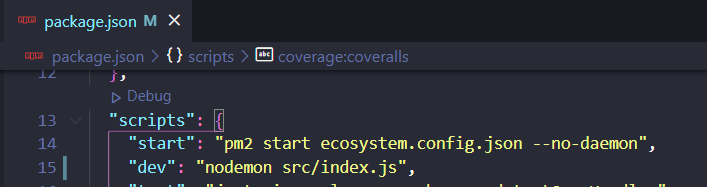 package.json M ×
package.json > {} scripts > abc coverage:coveralls
12 },
Debug
13 "scripts": {
14 "start": "pm2 start ecosystem.config.json --no-daemon",
15 "dev": "nodemon src/index.js",